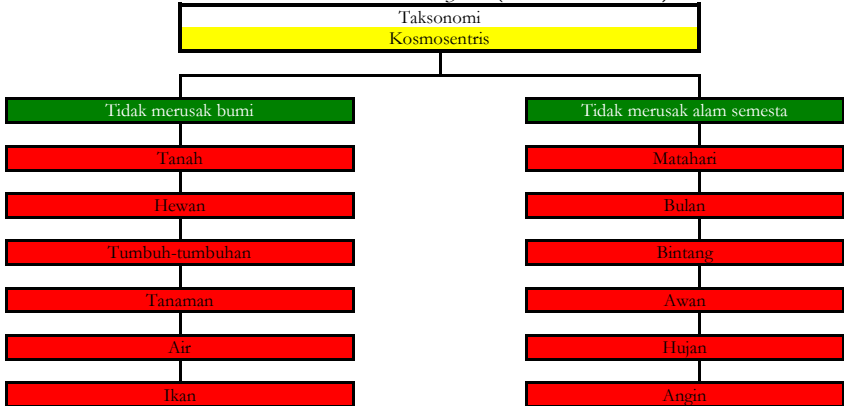 Taksonomi
Kosmosentris
Tidak merusak bumi
Tanah
Hewan
Tumbuh-tumbuhan
Tanaman
Air
Ikan
Tidak merusak alam semesta
Matahari
Bulan
Bintang
Awan
Hujan
Angin